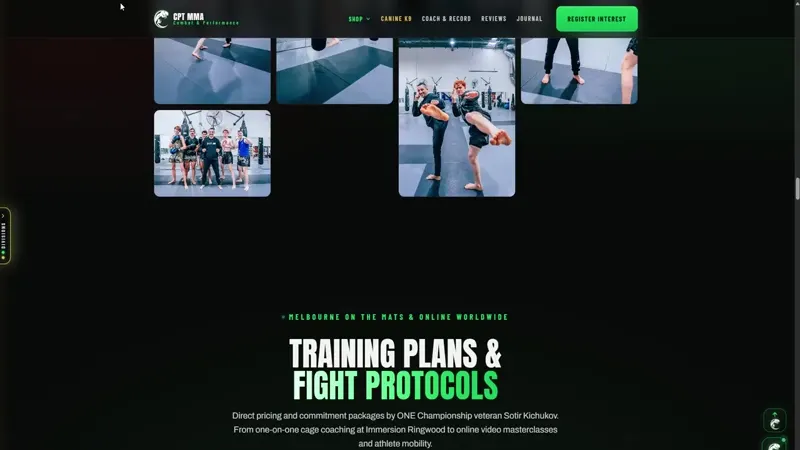 CPT MMA
Combat & Performance
SHOP
CANINE K9
COACH & RECORD
REVIEWS
JOURNAL
REGISTER INTEREST
DIVISIONS
MELBOURNE ON THE MATS & ONLINE WORLDWIDE
TRAINING PLANS &
FIGHT PROTOCOLS
Direct pricing and commitment packages by ONE Championship veteran Sotir Kichukov.
From one-on-one cage coaching at Immersion Ringwood to online video masterclasses
and athlete mobility.